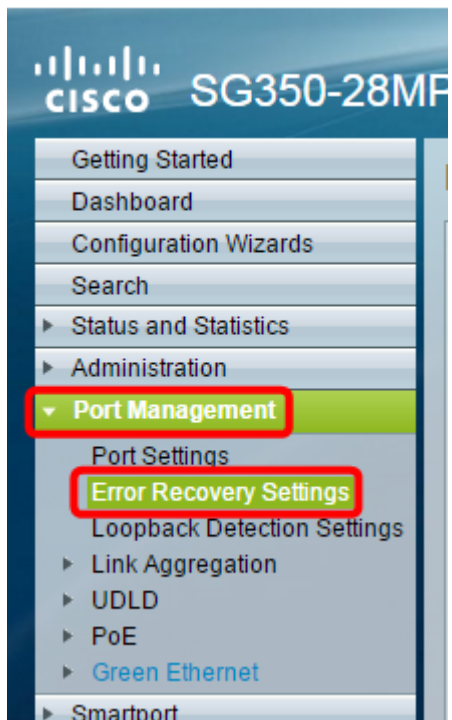 CISCO SG350-28MP
Getting Started
Dashboard
Configuration Wizards
Search
Status and Statistics
Administration
Port Management
Port Settings
Error Recovery Settings
Loopback Detection Settings
Link Aggregation
UDLD
PoE
Green Ethernet
Smartport